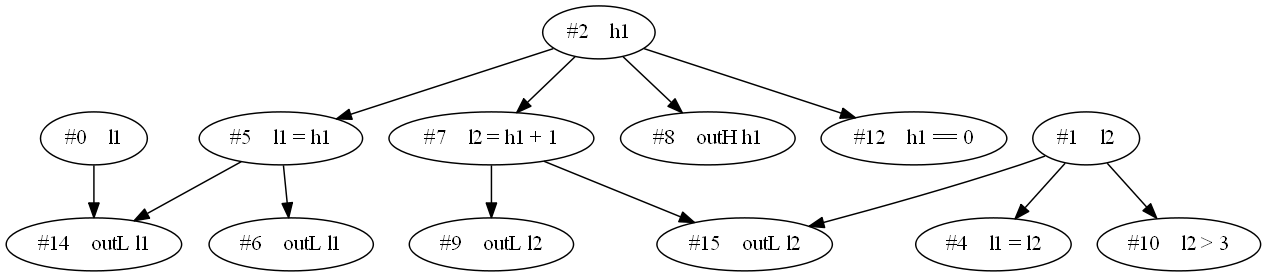 #2 h1
#0 l1
#5 l1 = h1
#7 l2 = h1 + 1
#8 outH h1
#12 h1 == 0
#1 l2
#14 outL l1
#6 outL l1
#9 outL l2
#15 outL l2
#4 l1 = l2
#10 l2 > 3